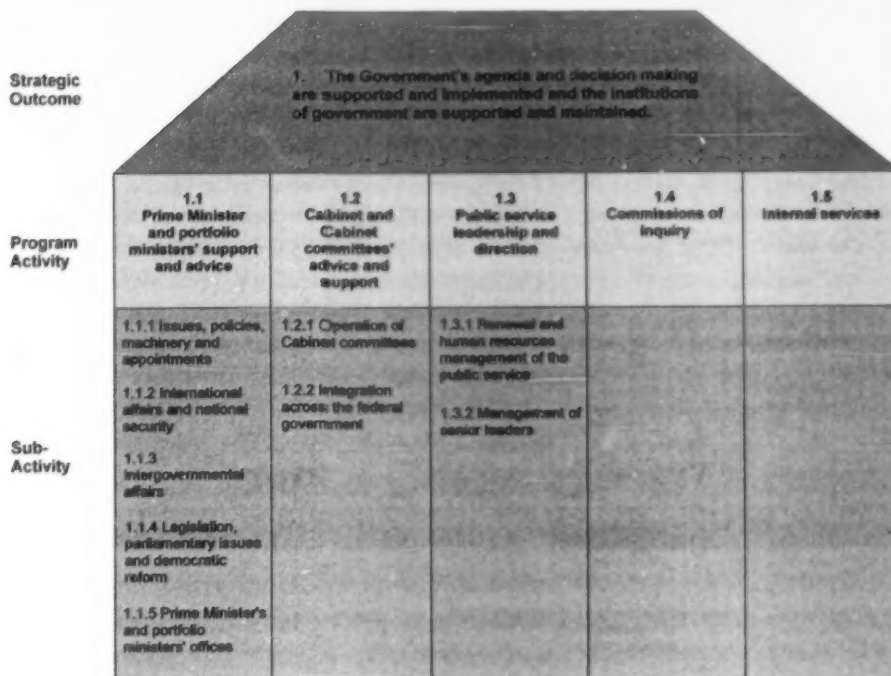 Strategic
Outcome
1. The Government's agenda and decision making
are supported and implemented and the institutions
of government are supported and maintained.
Program
Activity
1.1
Prime Minister
and portfolio
ministers' support
and advice
1.2
Cabinet and
Cabinet
committees'
advice and
support
1.3
Public service
leadership and
direction
1.4
Commissions of
inquiry
1.5
Internal services
Sub-
Activity
1.1.1 Issues, policies,
machinery and
appointments
1.1.2 International
affairs and national
security
1.1.3
Intergovernmental
affairs
1.1.4 Legislation,
parliamentary issues
and democratic
reform
1.1.5 Prime Minister's
and portfolio
ministers' offices
1.2.1 Operation of
Cabinet committees
1.2.2 Integration
across the federal
government
1.3.1 Renewal and
human resources
management of the
public service
1.3.2 Management of
senior leaders